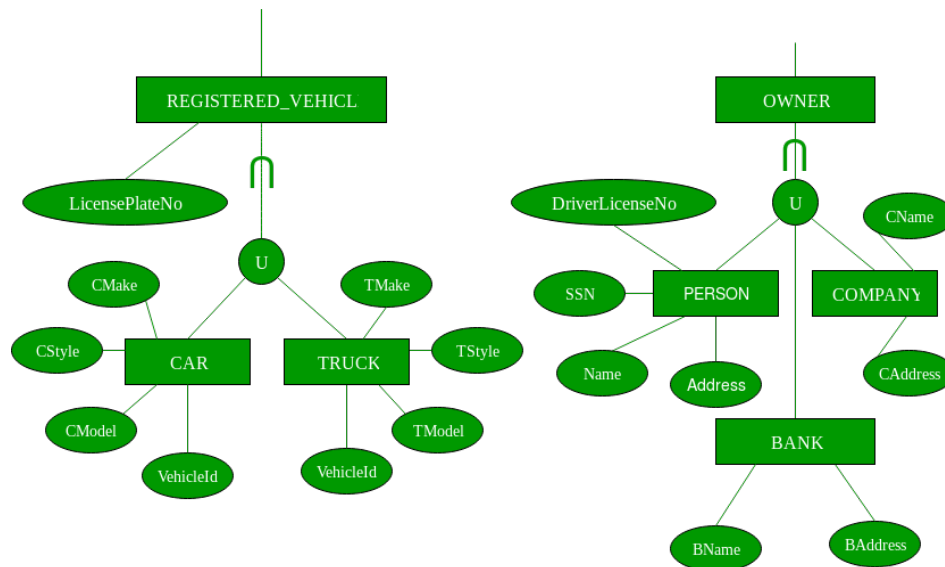 REGISTERED_VEHICL
OWNER
∩
∩
LicensePlateNo
DriverLicenseNo
U
CName
U
CMake
TMake
SSN
PERSON
COMPANY
CStyle
CAR
TRUCK
TStyle
Name
Address
CAddress
CModel
TModel
BANK
VehicleId
VehicleId
BName
BAddress